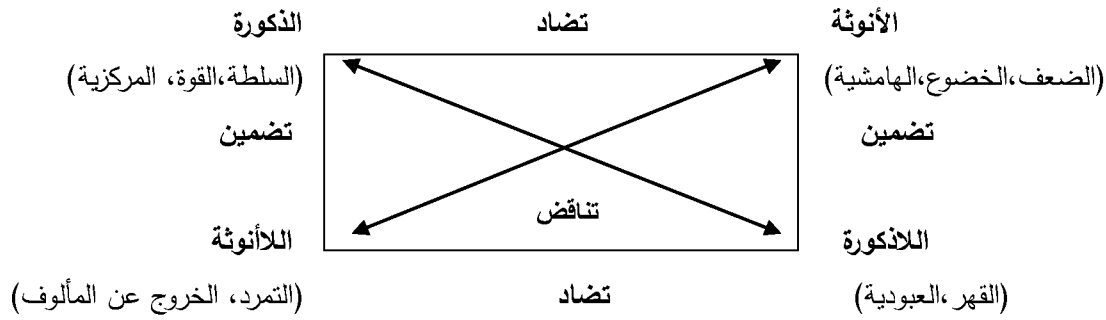 الأنوثة تضاد الذكورة
(الضعف،الخضوع،الهامشية) (السلطة،القوة، المركزية)
تضمين تضمين
تناقض
اللاذكورة اللاأنوثة
(القهر،العبودية) تضاد (التمرد، الخروج عن المألوف)